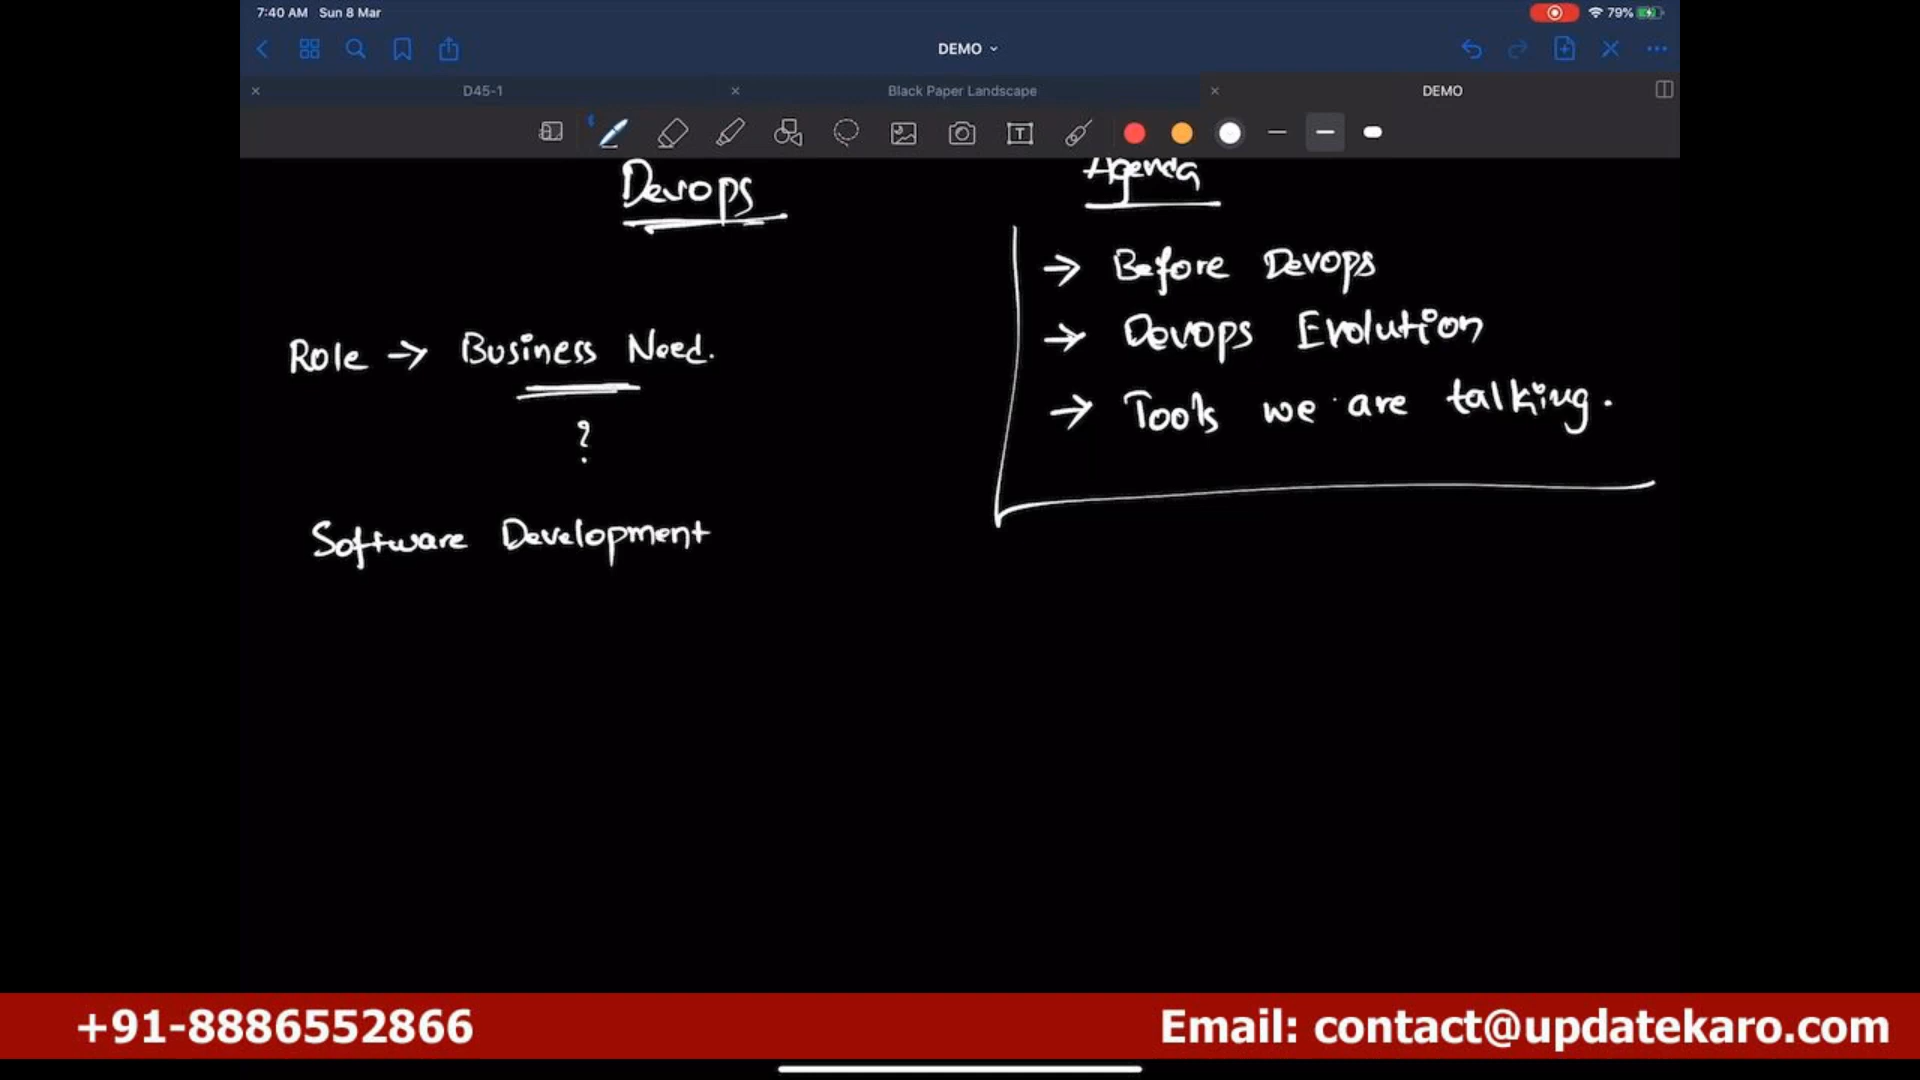 7:40 AM Sun 8 Mar
79%
DEMO
D45-1
Black Paper Landscape
DEMO
T
Devops
Role → Business Need.
?
Software Development
Agenda
→ Before Devops
→ Devops Evolution
→ Tools we are talking.
+91-8886552866
Email: contact@updatekaro.com